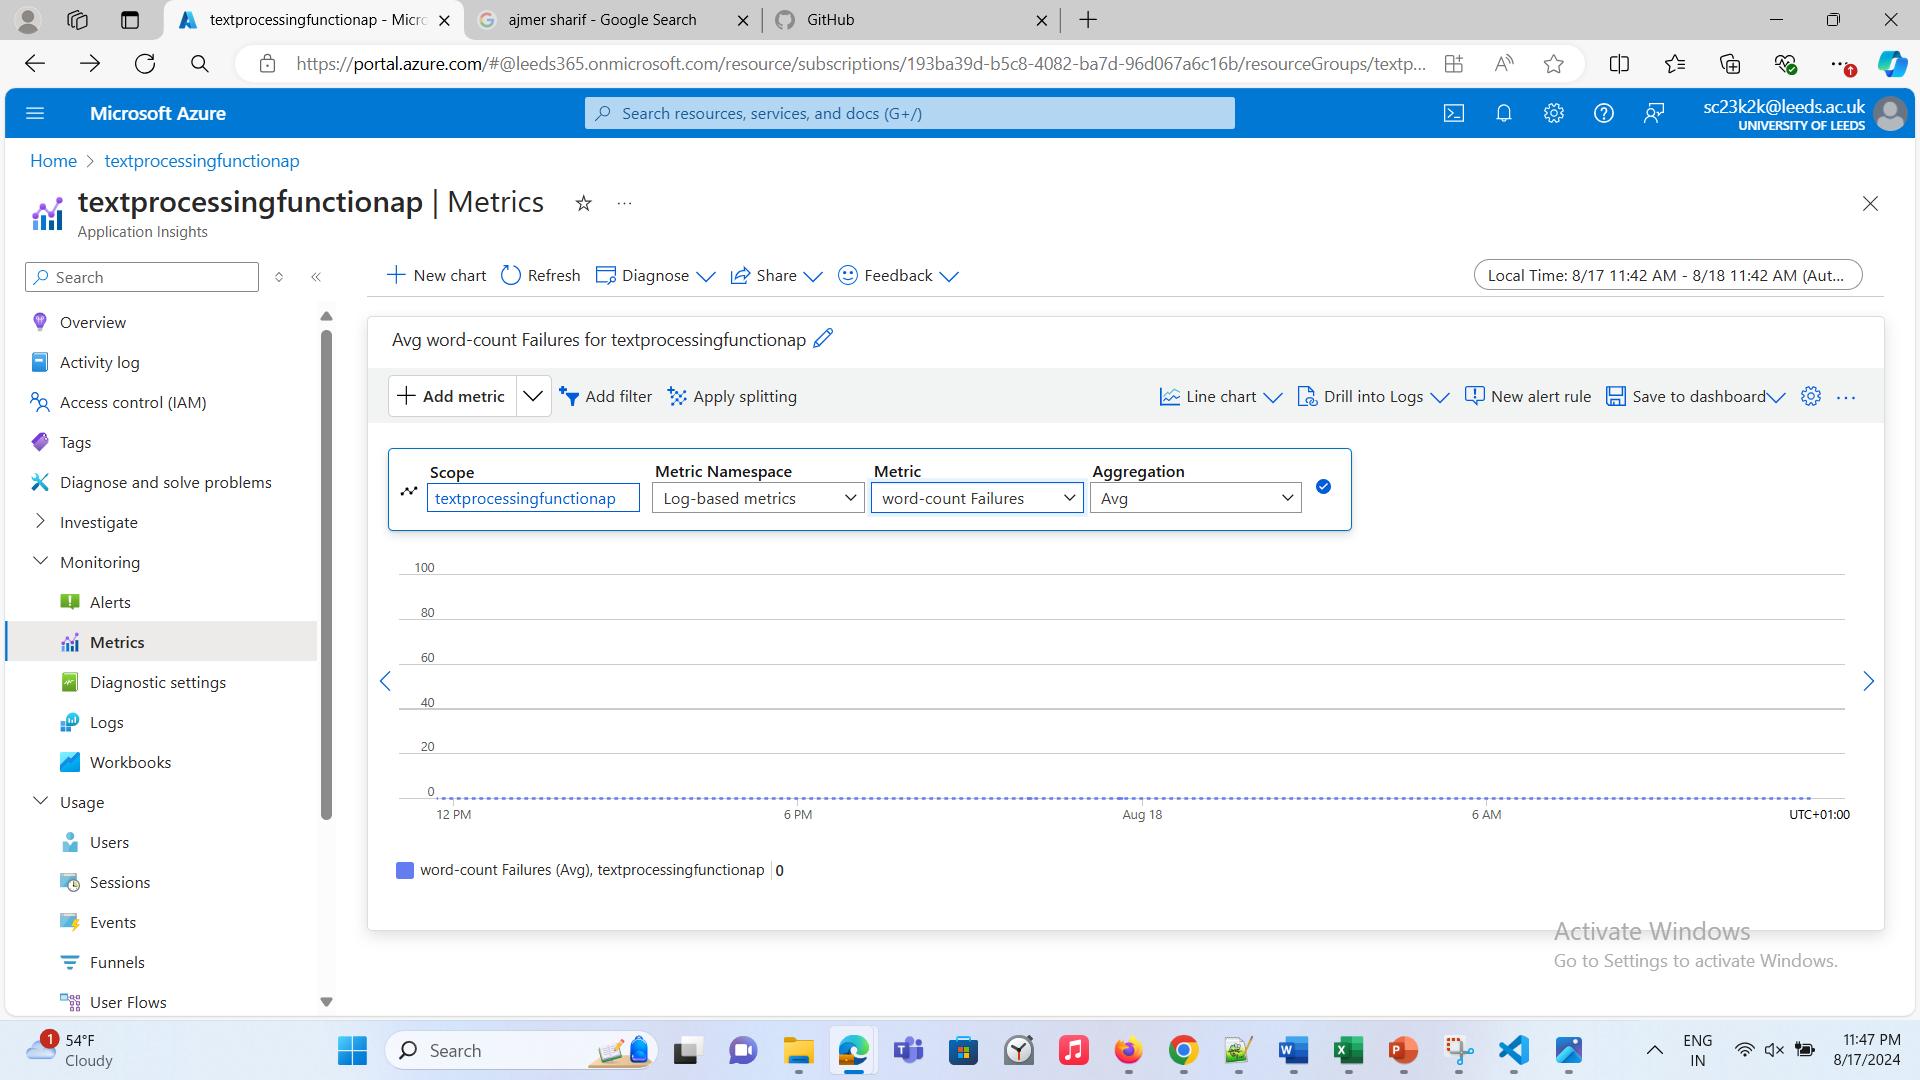 textprocessingfunctionap - Micro
ajmer sharif - Google Search
GitHub
https://portal.azure.com/#@leeds365.onmicrosoft.com/resource/subscriptions/193ba39d-b5c8-4082-ba7d-96d067a6c16b/resourceGroups/textp...
Microsoft Azure
Search resources, services, and docs (G+/)
sc23k2k@leeds.ac.uk
UNIVERSITY OF LEEDS
Home > textprocessingfunctionap
textprocessingfunctionap | Metrics
Application Insights
Search
New chart Refresh Diagnose Share Feedback
Local Time: 8/17 11:42 AM - 8/18 11:42 AM (Aut...
Overview
Activity log
Access control (IAM)
Tags
Diagnose and solve problems
Investigate
Monitoring
Alerts
Metrics
Diagnostic settings
Logs
Workbooks
Usage
Users
Sessions
Events
Funnels
User Flows
Avg word-count Failures for textprocessingfunctionap
Add metric Add filter Apply splitting Line chart Drill into Logs New alert rule Save to dashboard
Scope Metric Namespace Metric Aggregation
textprocessingfunctionap Log-based metrics word-count Failures Avg
100
80
60
40
20
0
12 PM 6 PM Aug 18 6 AM UTC+01:00
word-count Failures (Avg), textprocessingfunctionap 0
Activate Windows
Go to Settings to activate Windows.
1
54°F
Cloudy
Search
ENG
IN
11:47 PM
8/17/2024